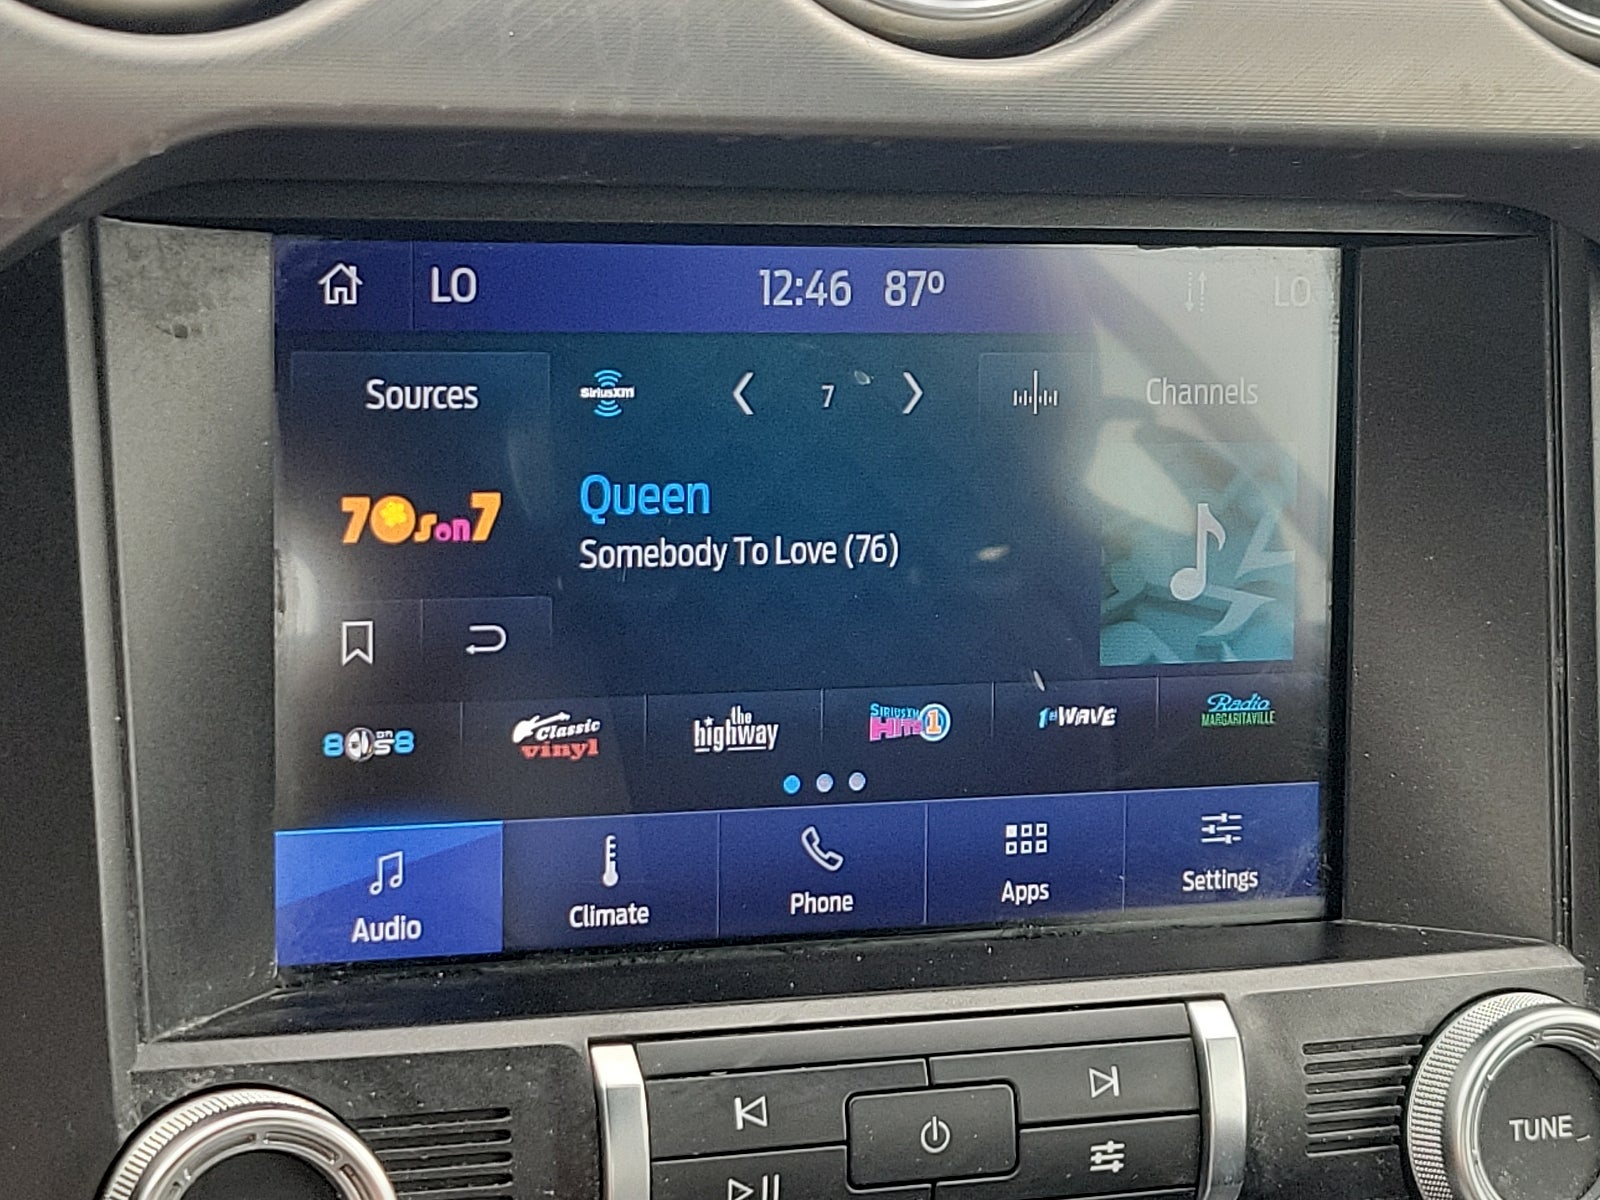 LO 12:46 87º LO
Sources SiriusXM 7 Channels
70s on 7
Queen
Somebody To Love (76)
80s on 8 Classic vinyl the highway SiriusXM Hits 1 1st WAVE Radio MARGARITAVILLE
Audio Climate Phone Apps Settings
TUNE